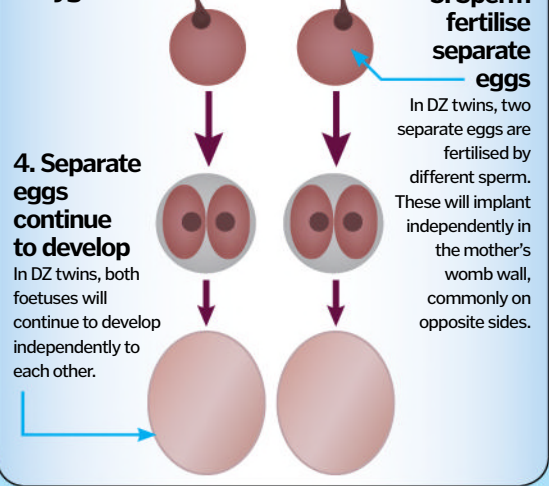 fertilise
separate
eggs
In DZ twins, two
separate eggs are
fertilised by
different sperm.
These will implant
independently in
the mother's
womb wall,
commonly on
opposite sides.
4. Separate
eggs
continue
to develop
In DZ twins, both
foetuses will
continue to develop
independently to
each other.